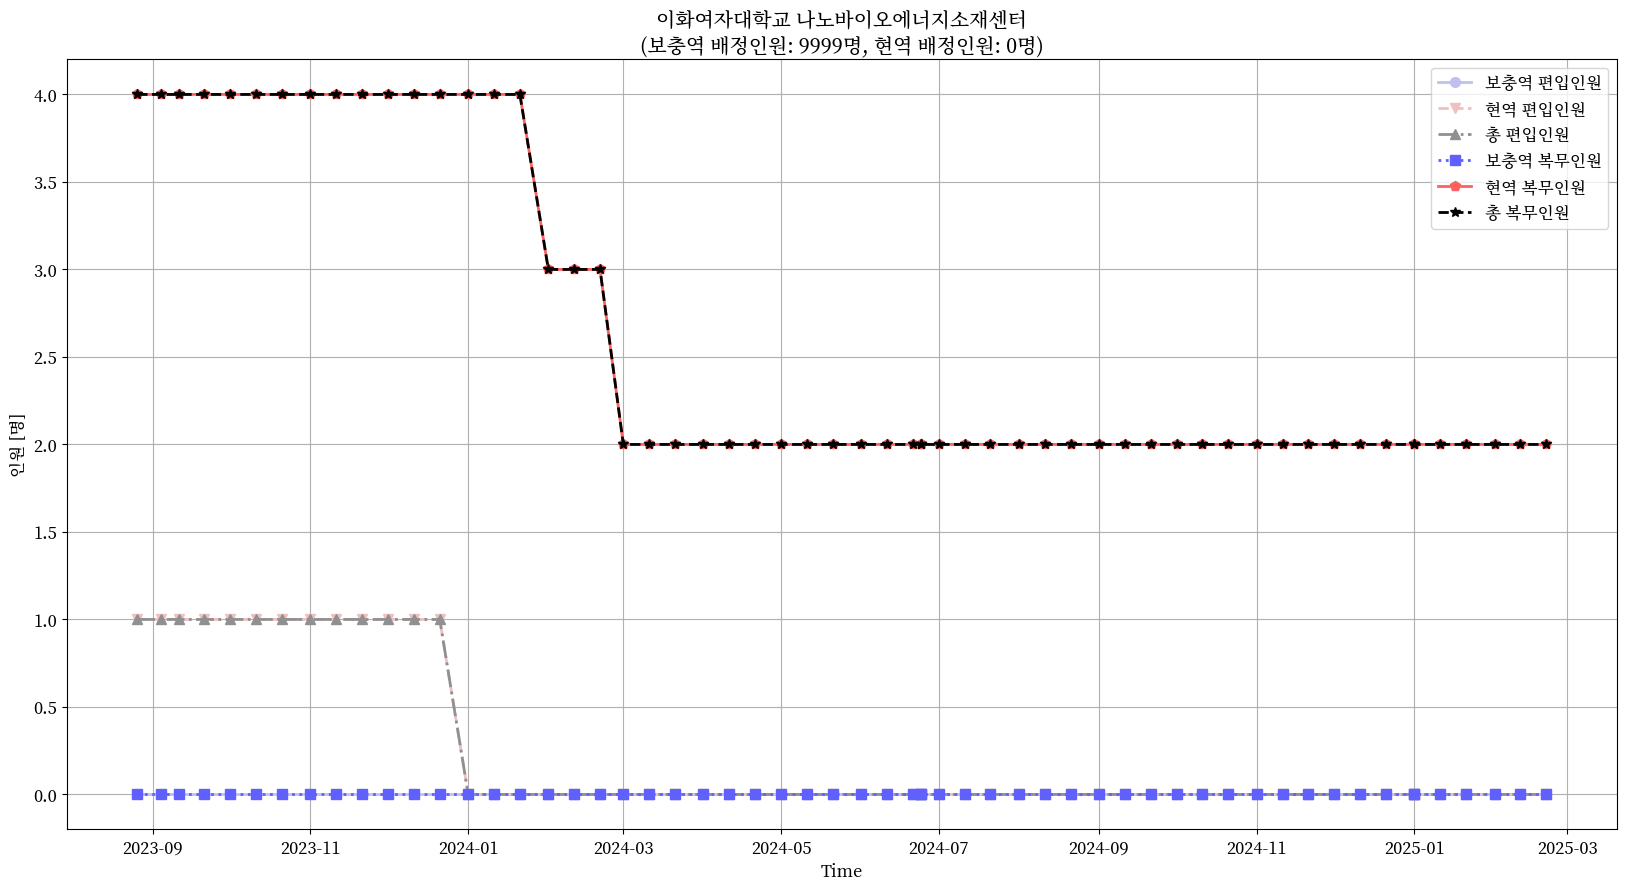 이화여자대학교 나노바이오에너지소재센터
(보충역 배정인원: 9999명, 현역 배정인원: 0명)
보충역 편입인원
현역 편입인원
총 편입인원
보충역 복무인원
현역 복무인원
총 복무인원
인원 [명]
4.0
3.5
3.0
2.5
2.0
1.5
1.0
0.5
0.0
2023-09 2023-11 2024-01 2024-03 2024-05 2024-07 2024-09 2024-11 2025-01 2025-03
Time